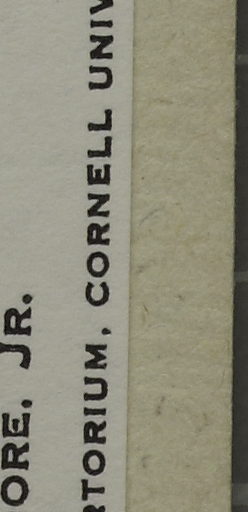 ORE, JR.
RTORIUM, CORNELL UNIV